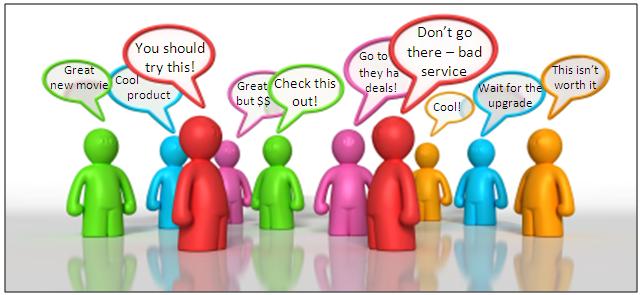 Great
new movie
Cool
product
You should
try this!
Great
but $$
Check this
out!
Go to
they ha
deals!
Don't go
there – bad
service
Cool!
Wait for the
upgrade
This isn't
worth it